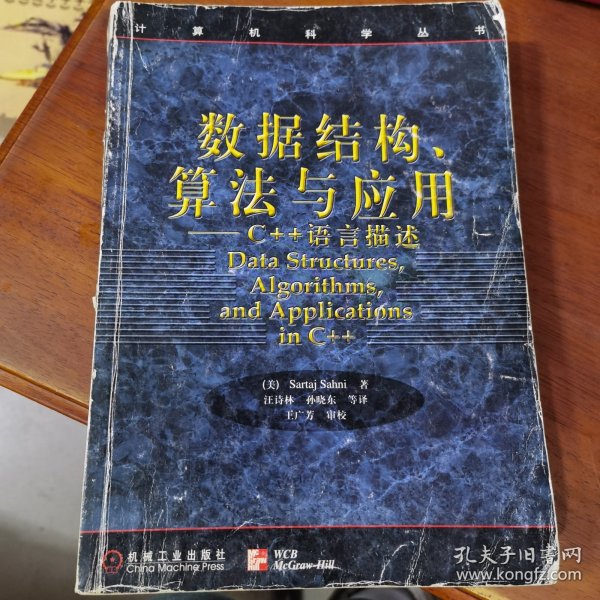 计算机科学丛书
数据结构、
算法与应用
——C++语言描述
Data Structures,
Algorithms,
and Applications
in C++
(美) Sartaj Sahni 著
汪诗林 孙晓东 等译
王广芳 审校
机械工业出版社
China Machine Press
WCB
McGraw-Hill
孔夫子旧书网
www.kongfz.com